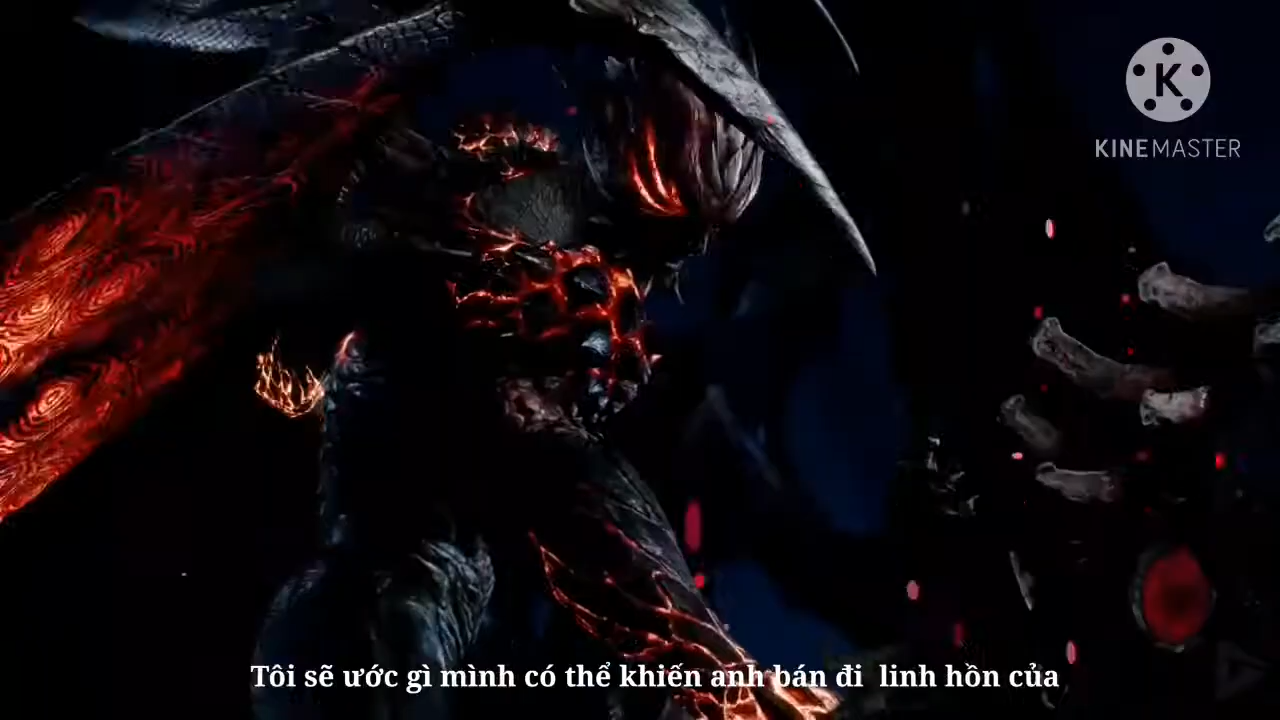 K
KINEMASTER
Tôi sẽ ước gì mình có thể khiến anh bán đi linh hồn của